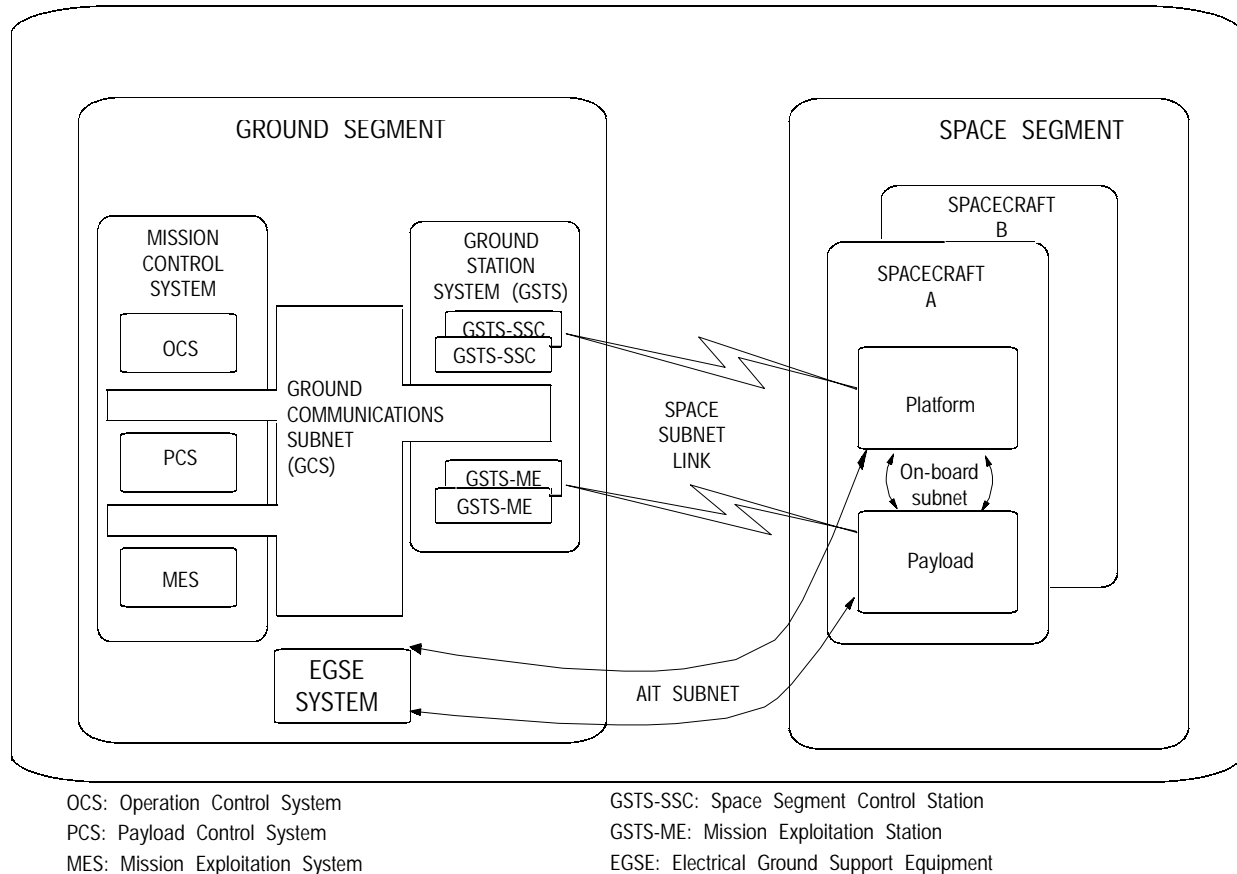 GROUND SEGMENT
SPACE SEGMENT
MISSION
CONTROL
SYSTEM
OCS
PCS
MES
GROUND
COMMUNICATIONS
SUBNET
(GCS)
GROUND
STATION
SYSTEM (GSTS)
GSTS-SSC
GSTS-SSC
GSTS-ME
GSTS-ME
EGSE
SYSTEM
SPACE
SUBNET
LINK
AIT SUBNET
SPACECRAFT
B
SPACECRAFT
A
Platform
On-board
subnet
Payload
OCS: Operation Control System
PCS: Payload Control System
MES: Mission Exploitation System
GSTS-SSC: Space Segment Control Station
GSTS-ME: Mission Exploitation Station
EGSE: Electrical Ground Support Equipment